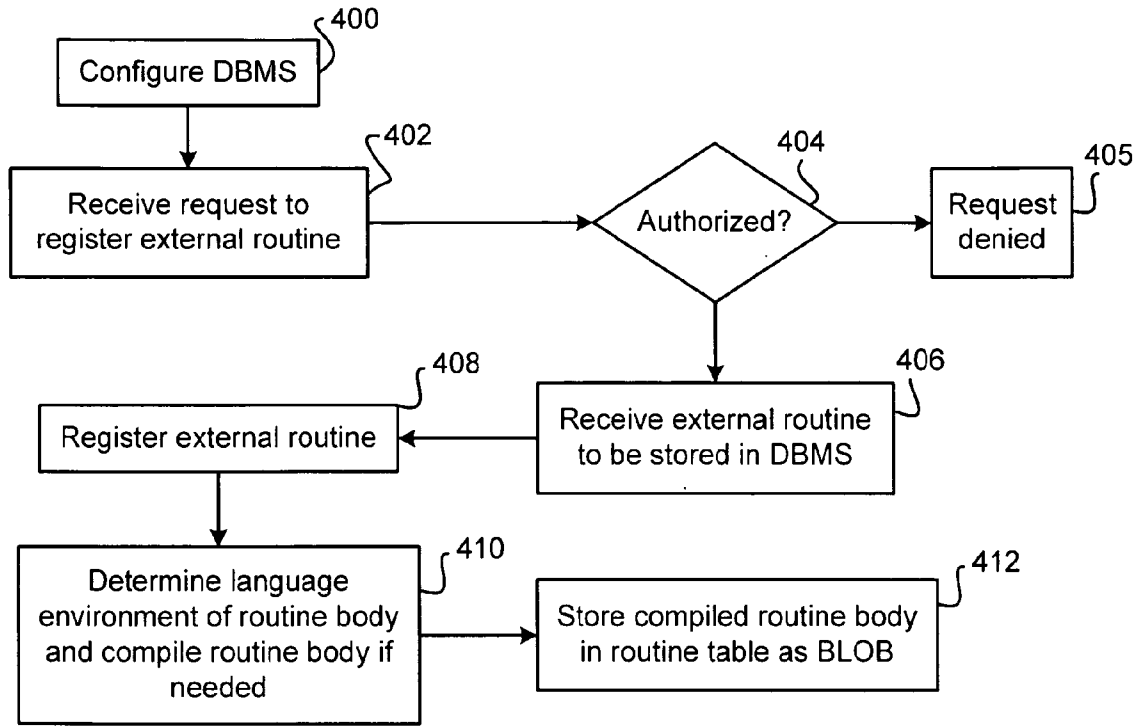 400
Configure DBMS
402
Receive request to
register external routine
404
Authorized?
405
Request
denied
406
Receive external routine
to be stored in DBMS
408
Register external routine
410
Determine language
environment of routine body
and compile routine body if
needed
412
Store compiled routine body
in routine table as BLOB